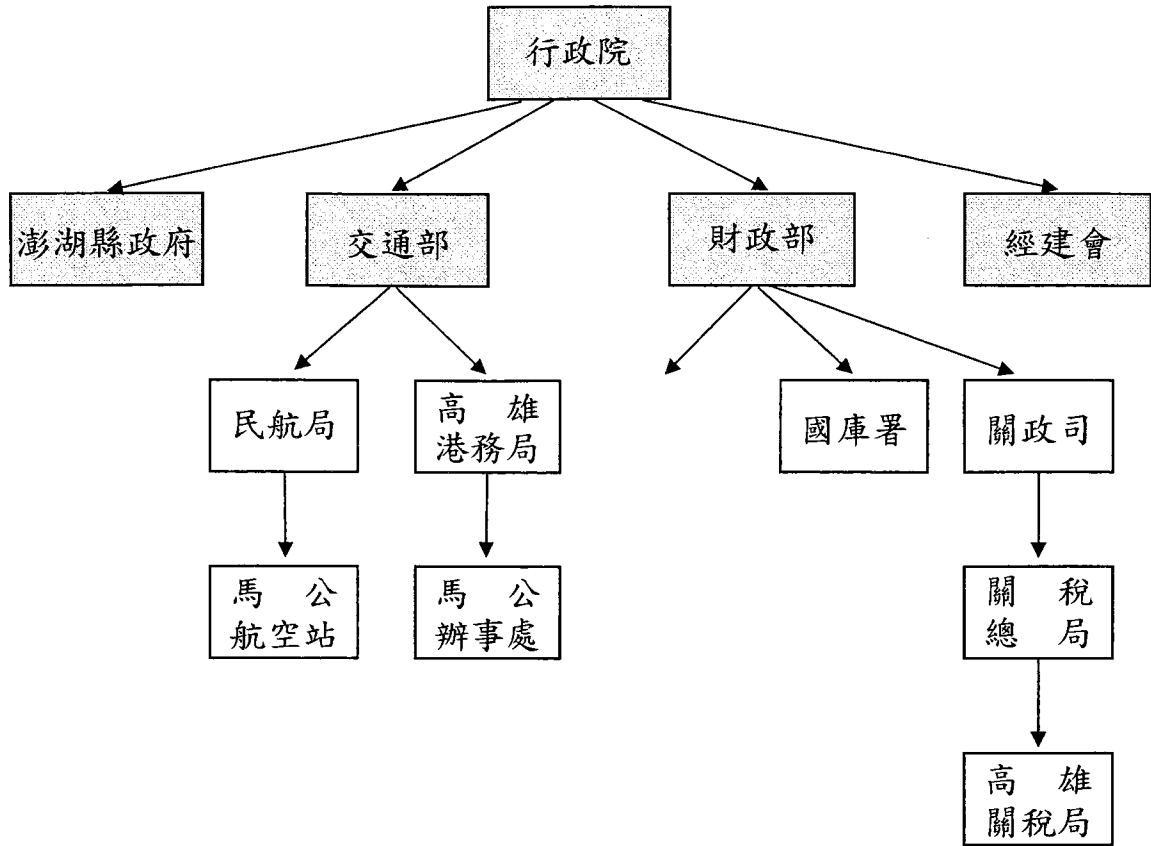 行政院
澎湖縣政府
交通部
財政部
經建會
民航局
高雄
港務局
國庫署
關政司
馬公
航空站
馬公
辦事處
關稅
總局
高雄
關稅局